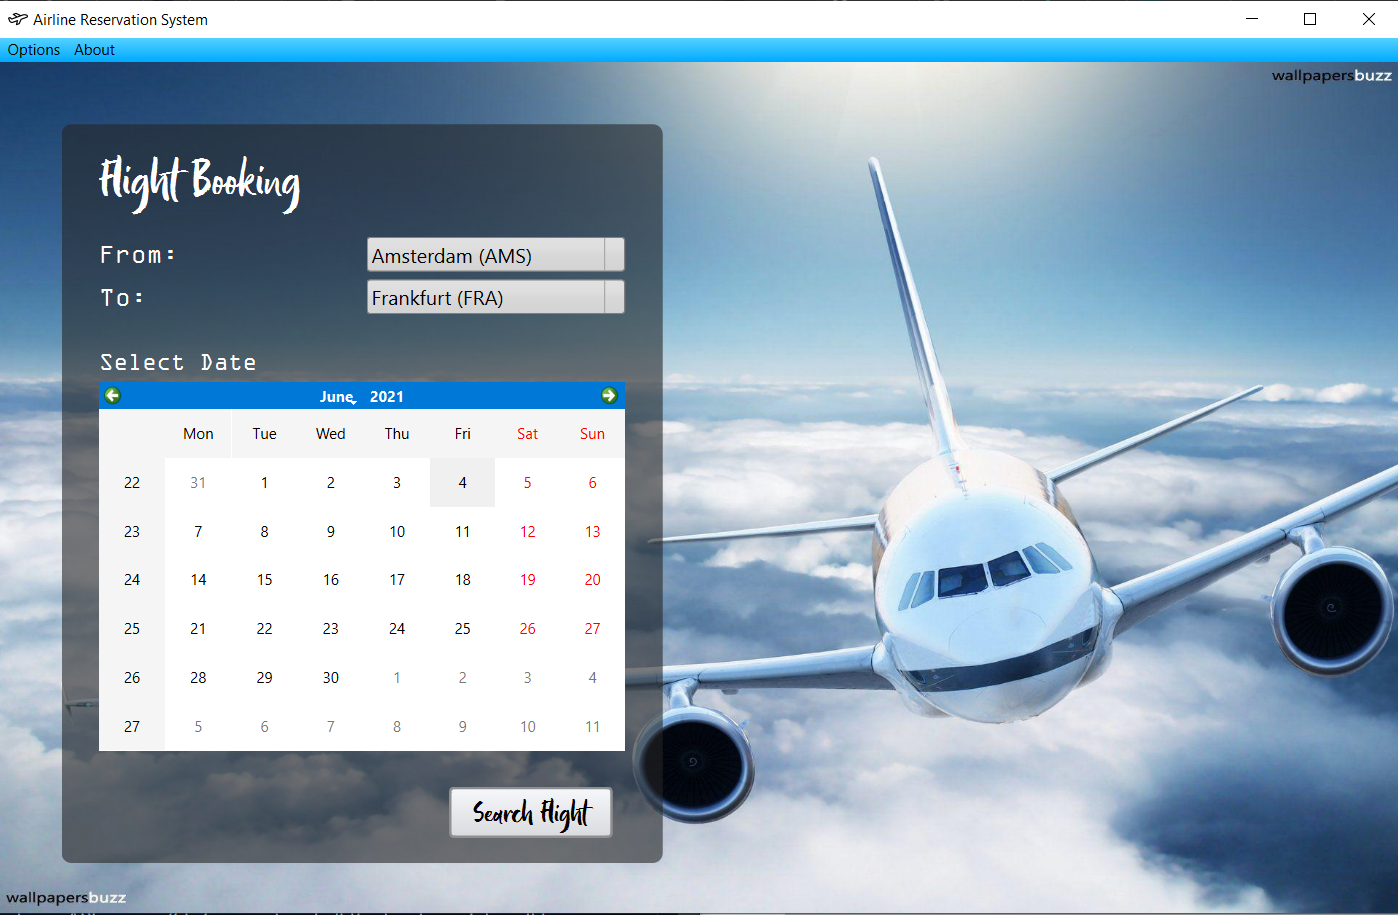 Airline Reservation System
Options About
wallpapersbuzz
Flight Booking
From: Amsterdam (AMS)
To: Frankfurt (FRA)
Select Date
June, 2021
Mon Tue Wed Thu Fri Sat Sun
22 31 1 2 3 4 5 6
23 7 8 9 10 11 12 13
24 14 15 16 17 18 19 20
25 21 22 23 24 25 26 27
26 28 29 30 1 2 3 4
27 5 6 7 8 9 10 11
Search Flight
wallpapersbuzz